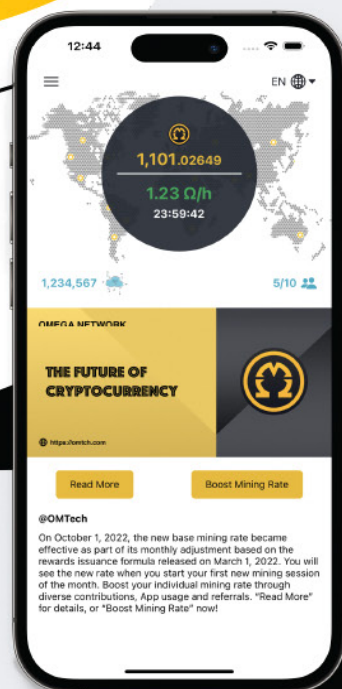 12:44
EN
1,101.02649
1.23 Ω/h
23:59:42
1,234,567
5/10
OMEGA NETWORK
THE FUTURE OF
CRYPTOCURRENCY
https://omtch.com
Read More
Boost Mining Rate
@OMTech
On October 1, 2022, the new base mining rate became
effective as part of its monthly adjustment based on the
rewards issuance formula released on March 1, 2022. You will
see the new rate when you start your first new mining session
of the month. Boost your individual mining rate through
diverse contributions, App usage and referrals. "Read More"
for details, or "Boost Mining Rate" now!